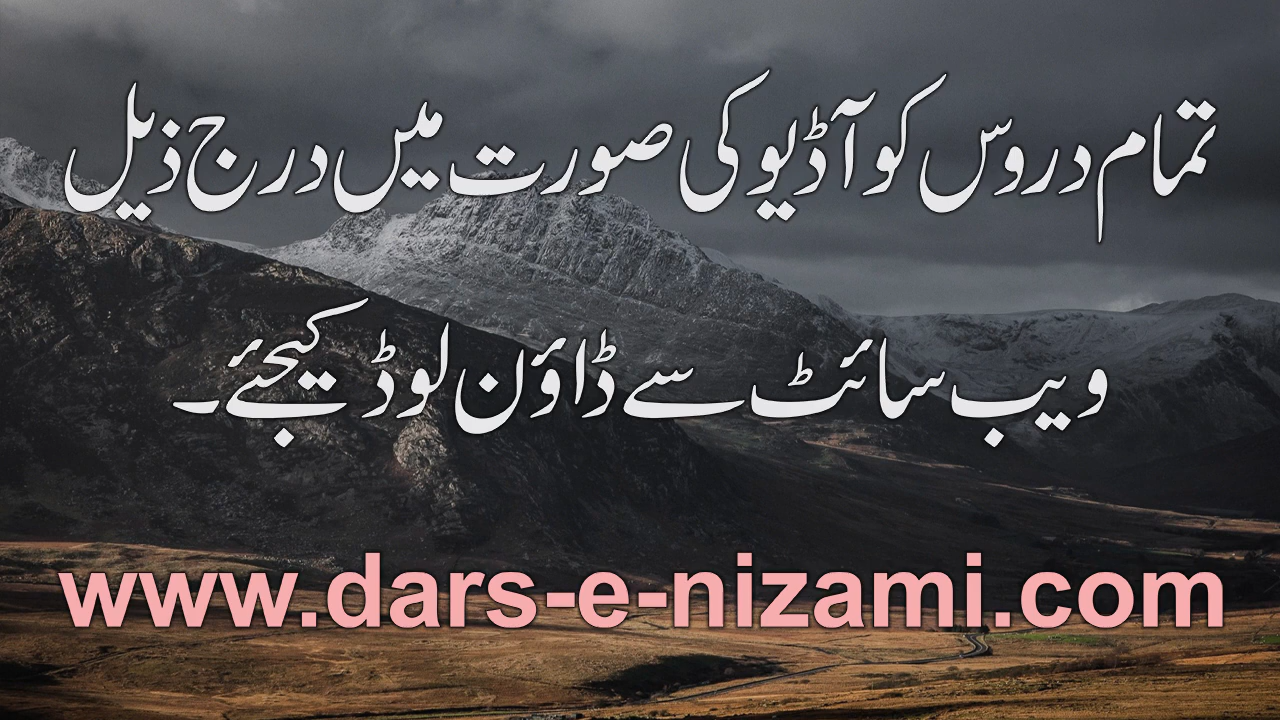 تمام دروس کو آڈیو کی صورت میں درج ذیل
ویب سائٹ سے ڈاؤن لوڈ کیجئے۔
www.dars-e-nizami.com